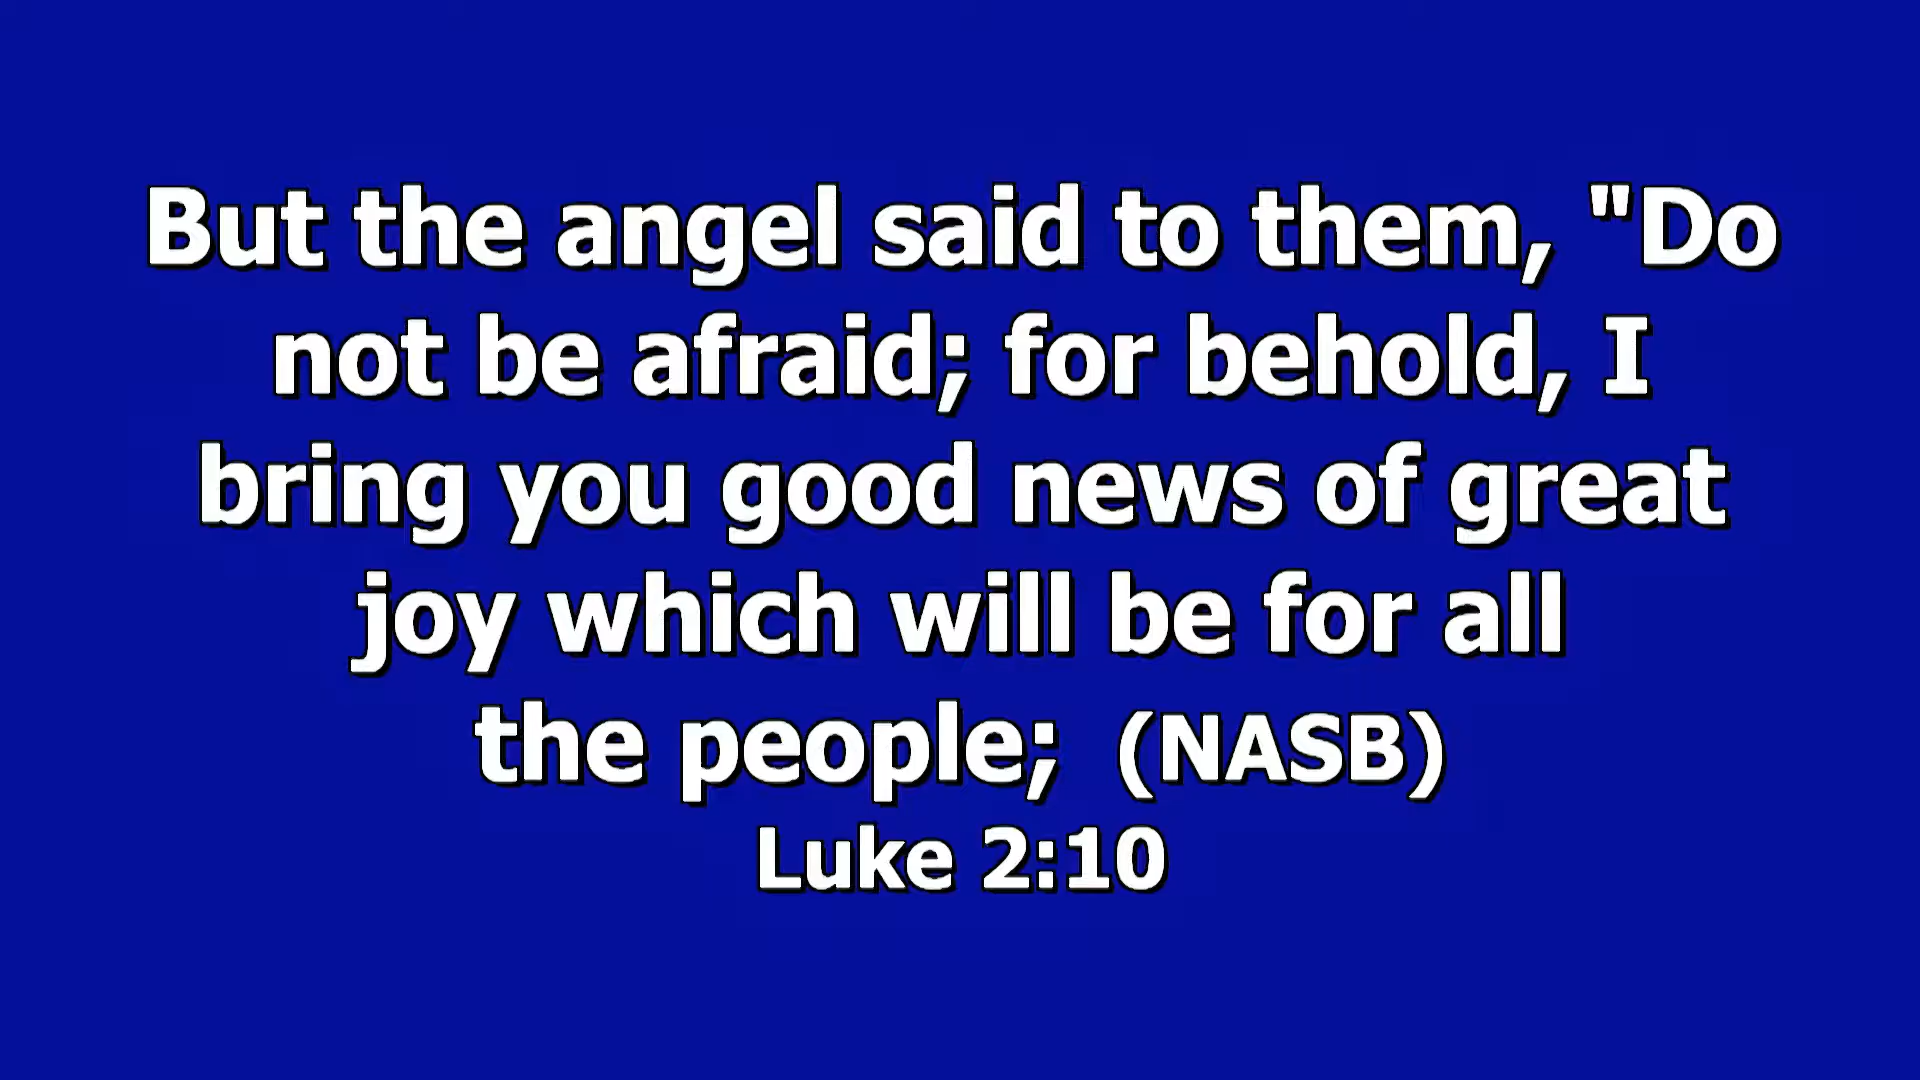 But the angel said to them, "Do
not be afraid; for behold, I
bring you good news of great
joy which will be for all
the people;  (NASB)
Luke 2:10